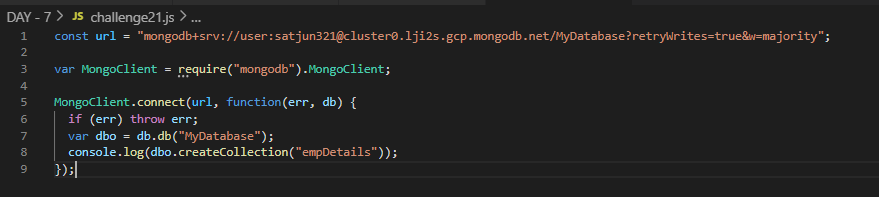 DAY - 7 > JS challenge21.js > ...
1 const url = "mongodb+srv://user:satjun321@cluster0.lji2s.gcp.mongodb.net/MyDatabase?retryWrites=true&w=majority";
2
3 var MongoClient = require("mongodb").MongoClient;
4
5 MongoClient.connect(url, function(err, db) {
6   if (err) throw err;
7   var dbo = db.db("MyDatabase");
8   console.log(dbo.createCollection("empDetails"));
9 });